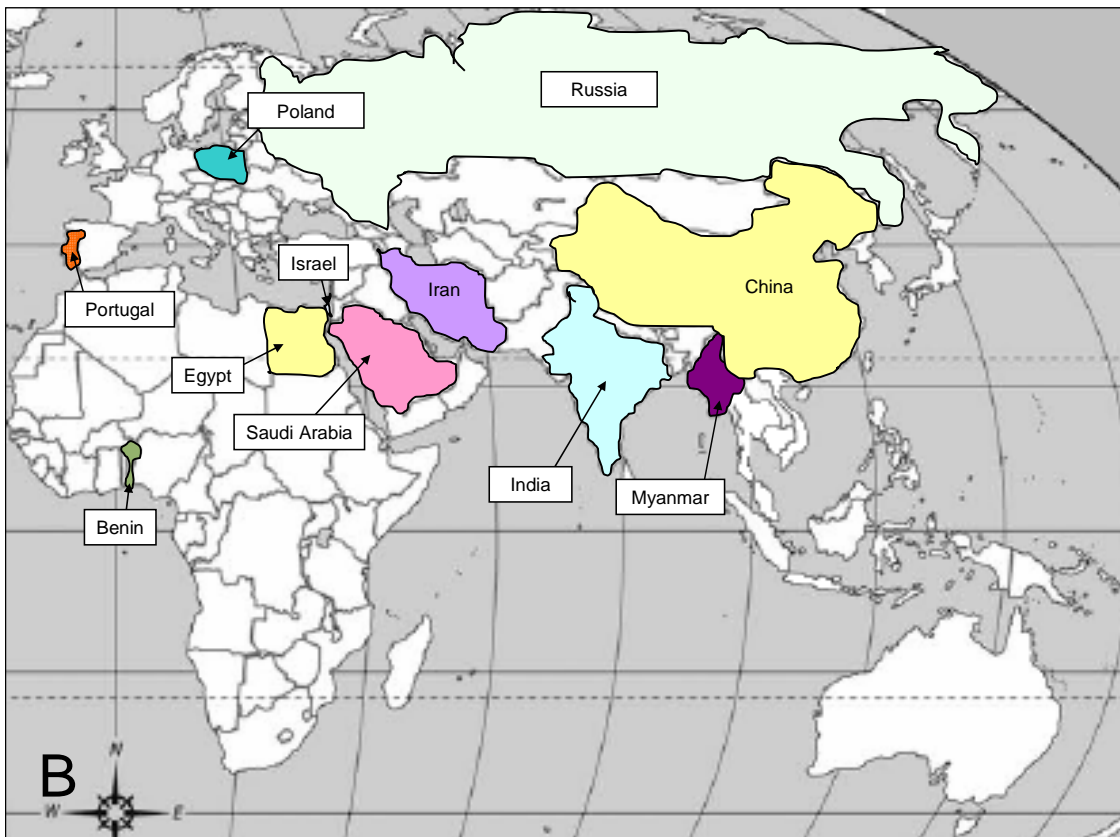 Russia
Poland
Israel
Iran
China
Portugal
Egypt
Saudi Arabia
India
Myanmar
Benin
B
N
W
E